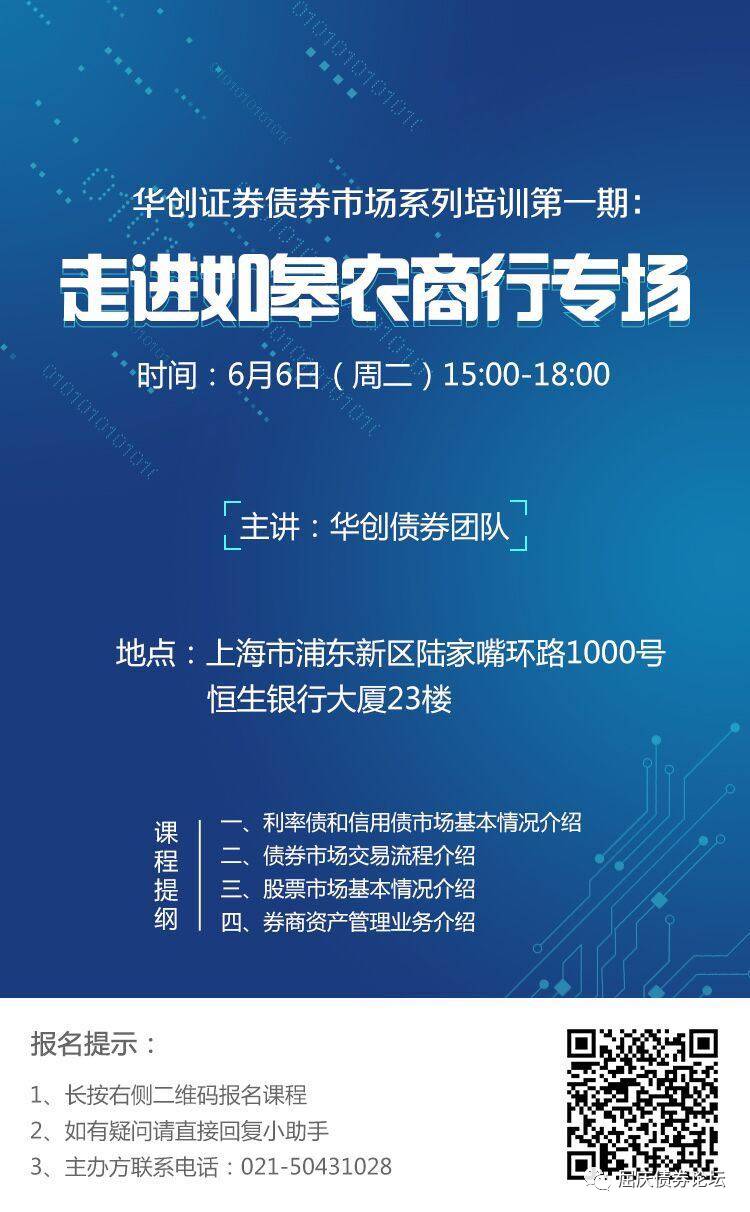 华创证券债券市场系列培训第一期：
走进如皋农商行专场
时间：6月6日（周二）15:00-18:00
主讲：华创债券团队
地点：上海市浦东新区陆家嘴环路1000号
恒生银行大厦23楼
课程提纲
一、利率债和信用债市场基本情况介绍
二、债券市场交易流程介绍
三、股票市场基本情况介绍
四、券商资产管理业务介绍
报名提示：
1、长按右侧二维码报名课程
2、如有疑问请直接回复小助手
3、主办方联系电话：021-50431028
屈庆债券论坛